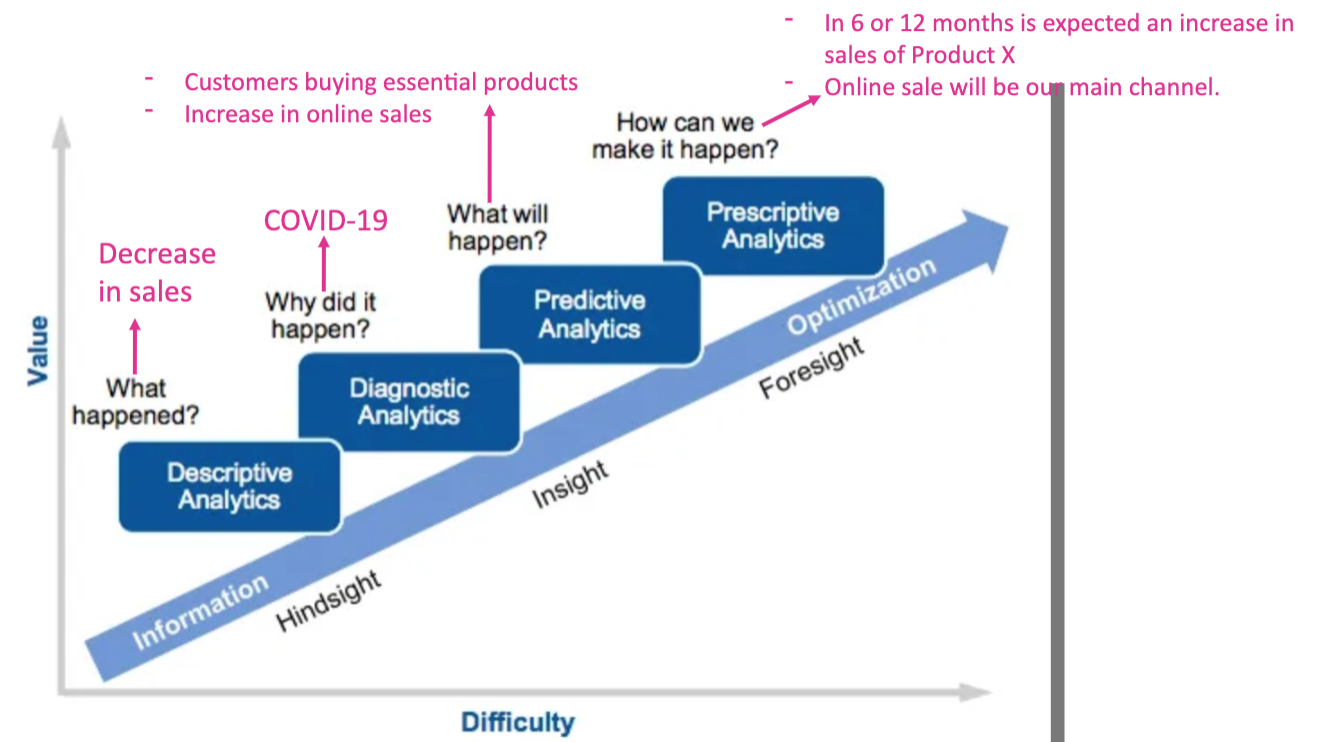 - In 6 or 12 months is expected an increase in
sales of Product X
- Online sale will be our main channel.
- Customers buying essential products
- Increase in online sales
How can we
make it happen?
Prescriptive
Analytics
What will
happen?
Predictive
Analytics
COVID-19
Why did it
happen?
Diagnostic
Analytics
Decrease
in sales
What
happened?
Descriptive
Analytics
Value
Information
Hindsight
Insight
Optimization
Foresight
Difficulty